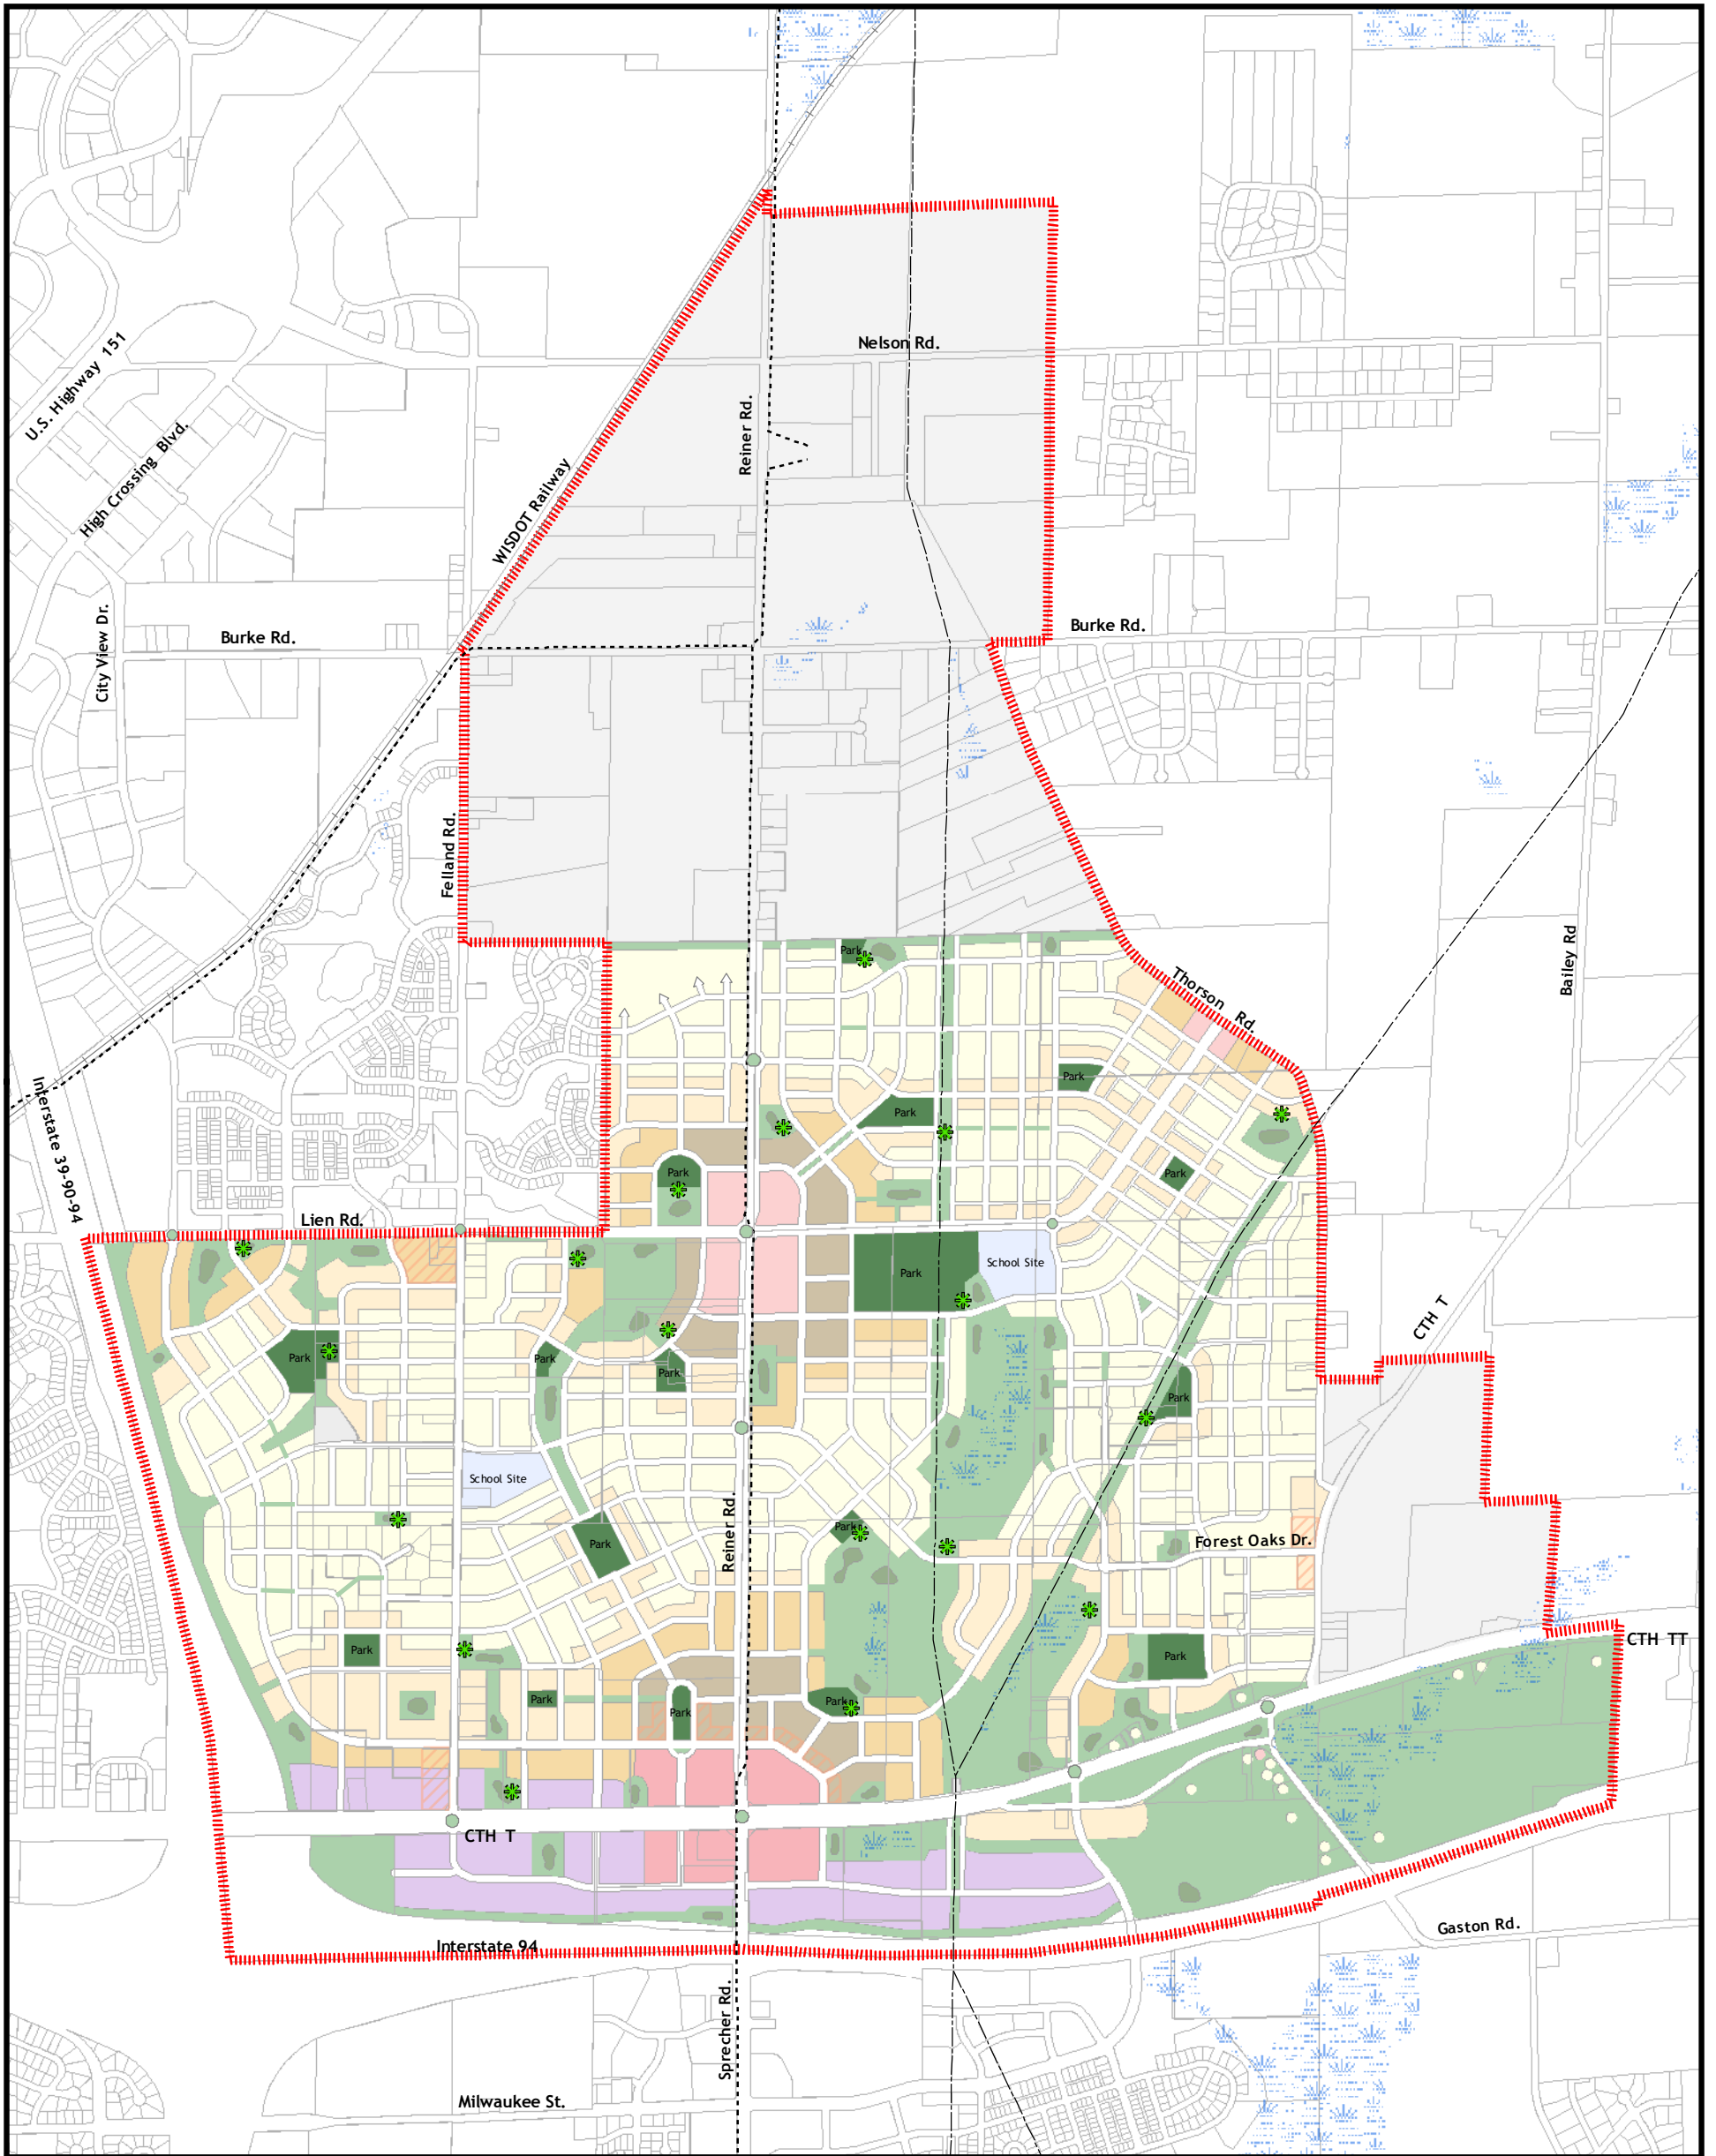 Nelson Rd.
U.S. Highway 151
Reiner Rd.
High Crossing Blvd.
WISDOT Railway
City View Dr.
Burke Rd.
Burke Rd.
Felland Rd.
Park
Bailey Rd
Thorson Rd.
Interstate 39-90-94
Park
Park
Park
Park
Lien Rd.
Park
School Site
CTH T
Park
Park
Park
Park
School Site
Reiner Rd.
Park
Park
Forest Oaks Dr.
Park
Park
CTH TT
Park
Park
Park
CTH T
Gaston Rd.
Interstate 94
Sprecher Rd.
Milwaukee St.